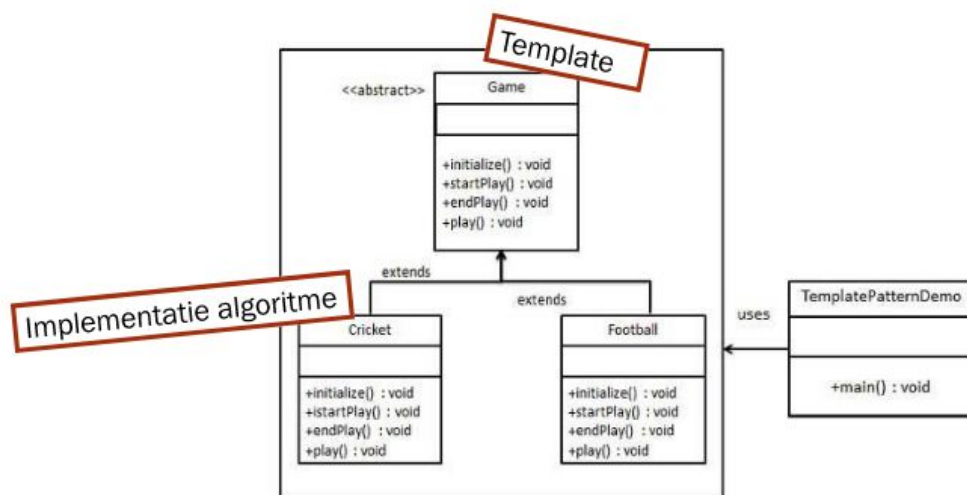 Template
<<abstract>>
Game
+initialize() : void
+startPlay() : void
+endPlay() : void
+play() : void
extends
extends
Implementatie algoritme
Cricket
+initialize() : void
+istartPlay() : void
+endPlay() : void
+play() : void
Football
+initialize() : void
+startPlay() : void
+endPlay() : void
+play() : void
uses
TemplatePatternDemo
+main() : void